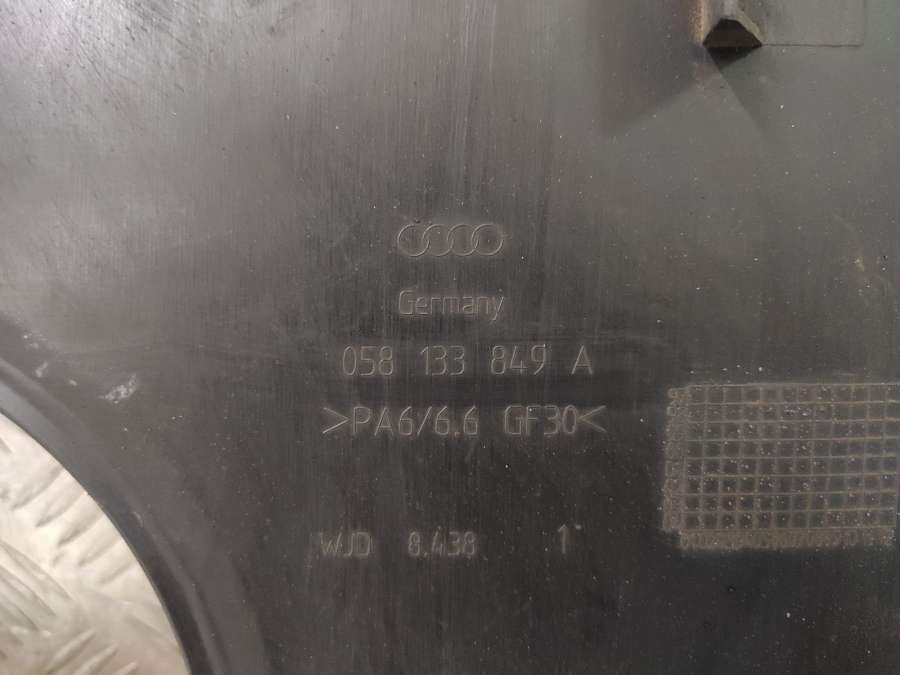 Germany
058 133 849 A
>PA6/6.6 GF30<
WJD 8.438 1